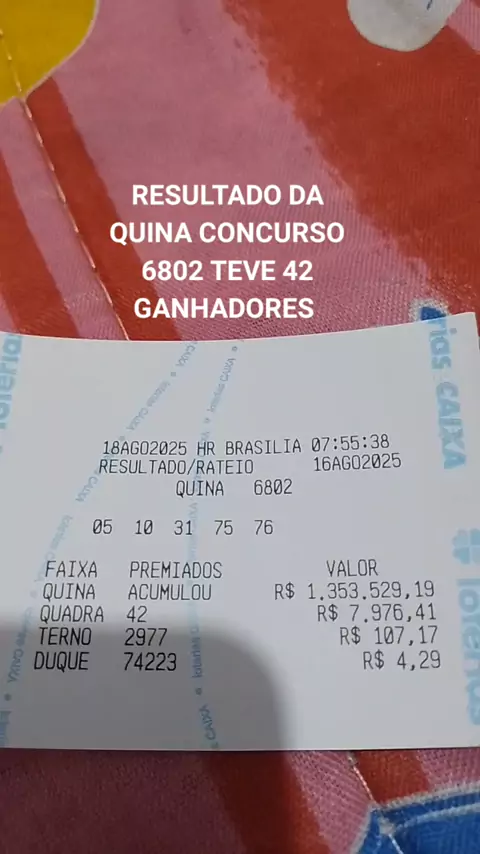 RESULTADO DA
QUINA CONCURSO
6802 TEVE 42
GANHADORES
18AGO2025 HR BRASILIA 07:55:38
RESULTADO/RATEIO 16AGO2025
QUINA 6802
05 10 31 75 76
FAIXA PREMIADOS VALOR
QUINA ACUMULOU R$ 1.353.529,19
QUADRA 42 R$ 7.976,41
TERNO 2977 R$ 107,17
DUQUE 74223 R$ 4,29
loterias CAIXA